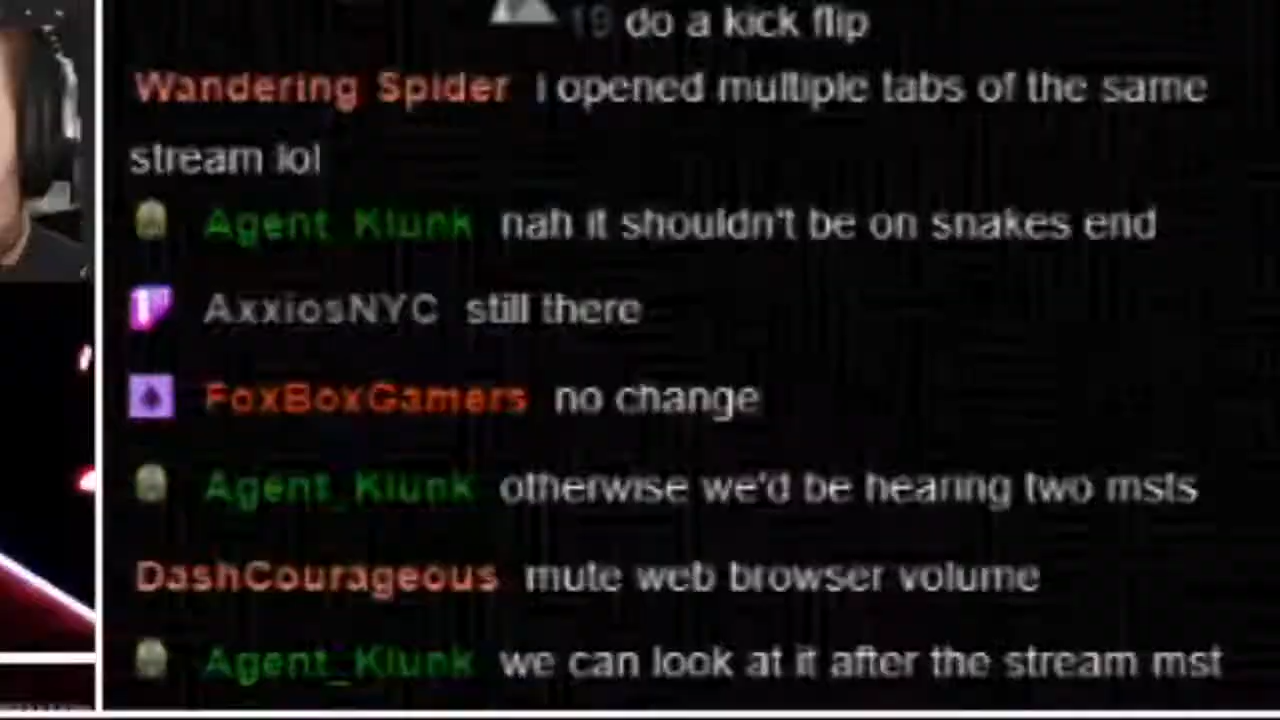 19 do a kick flip
Wandering Spider i opened multiple tabs of the same
stream lol
Agent_Klunk nah it shouldn't be on snakes end
AxxiosNYC still there
FoxBoxGamers no change
Agent_Klunk otherwise we'd be hearing two msts
DashCourageous mute web browser volume
Agent_Klunk we can look at it after the stream mst